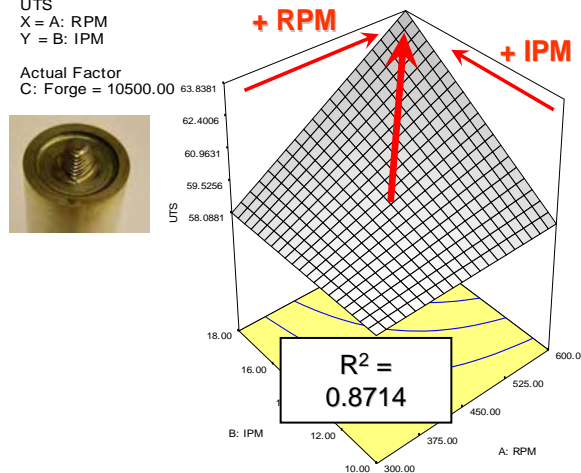 UTS
X = A: RPM
Y = B: IPM
Actual Factor
C: Forge = 10500.00
+ RPM
+ IPM
63.8381
62.4006
60.9631
59.5256
58.0881
UTS
18.00
16.00
12.00
10.00
B: IPM
R² =
0.8714
600.0
525.00
450.00
375.00
300.00
A: RPM